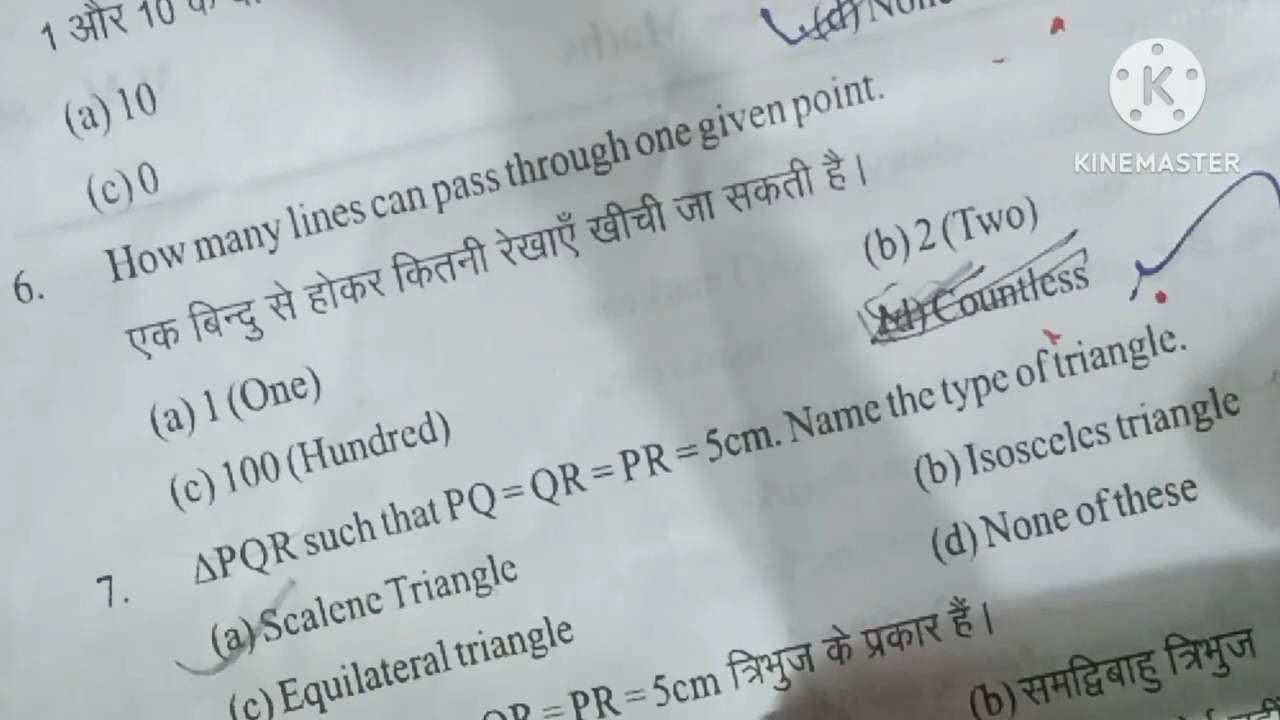 1 और 10
(d) None
(a) 10
(c) 0
6. How many lines can pass through one given point.
एक बिन्दु से होकर कितनी रेखाएँ खीची जा सकती है।
(a) 1 (One)
(b) 2 (Two)
(c) 100 (Hundred)
(d) Countless
7. ΔPQR such that PQ = QR = PR = 5cm. Name the type of triangle.
(a) Scalene Triangle
(b) Isosceles triangle
(c) Equilateral triangle
(d) None of these
QR = PR = 5cm त्रिभुज के प्रकार हैं।
(b) समद्विबाहु त्रिभुज
K
KINEMASTER